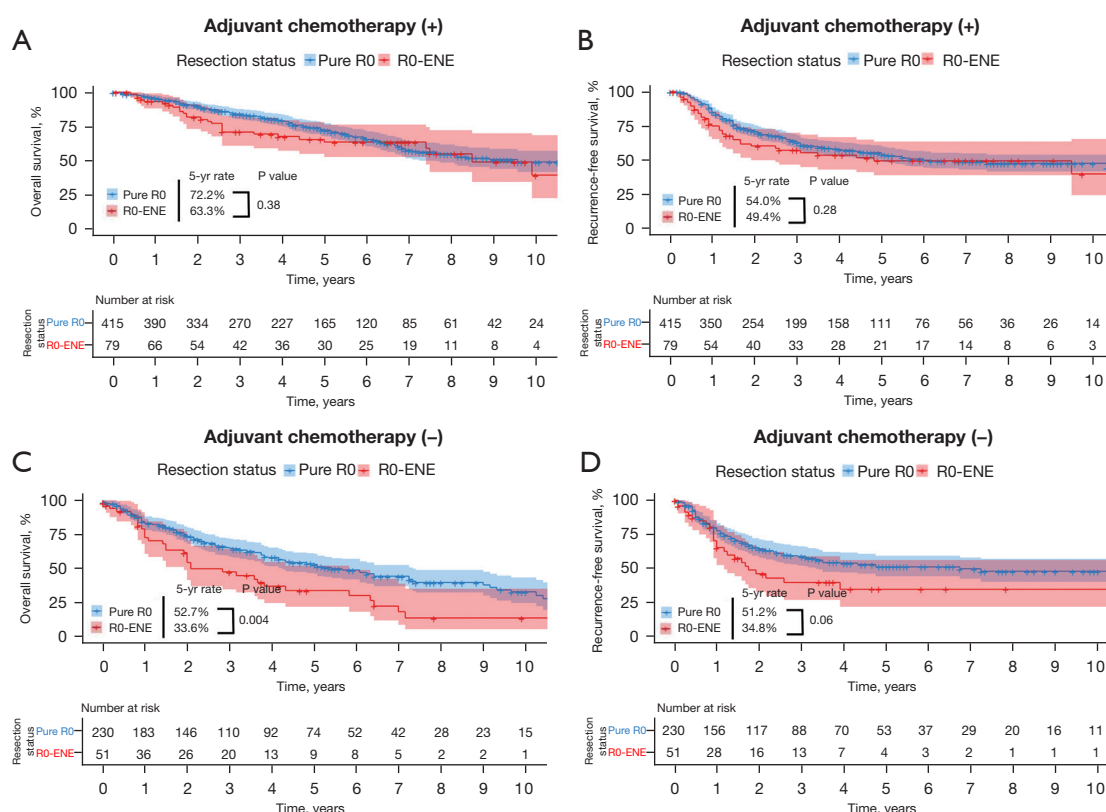 A
Adjuvant chemotherapy (+)
Resection status Pure R0 R0-ENE
Overall survival, %
100
75
50
25
0
5-yr rate P value
Pure R0 72.2%
R0-ENE 63.3%
0.38
0 1 2 3 4 5 6 7 8 9 10
Time, years
Number at risk
Resection status
Pure R0 415 390 334 270 227 165 120 85 61 42 24
R0-ENE 79 66 54 42 36 30 25 19 11 8 4
0 1 2 3 4 5 6 7 8 9 10
Time, years
B
Adjuvant chemotherapy (+)
Resection status Pure R0 R0-ENE
Recurrence-free survival, %
100
75
50
25
0
5-yr rate P value
Pure R0 54.0%
R0-ENE 49.4%
0.28
0 1 2 3 4 5 6 7 8 9 10
Time, years
Number at risk
Resection status
Pure R0 415 350 254 199 158 111 76 56 36 26 14
R0-ENE 79 54 40 33 28 21 17 14 8 6 3
0 1 2 3 4 5 6 7 8 9 10
Time, years
C
Adjuvant chemotherapy (–)
Resection status Pure R0 R0-ENE
Overall survival, %
100
75
50
25
0
5-yr rate P value
Pure R0 52.7%
R0-ENE 33.6%
0.004
0 1 2 3 4 5 6 7 8 9 10
Time, years
Number at risk
Resection status
Pure R0 230 183 146 110 92 74 52 42 28 23 15
R0-ENE 51 36 26 20 13 9 8 5 2 2 1
0 1 2 3 4 5 6 7 8 9 10
Time, years
D
Adjuvant chemotherapy (–)
Resection status Pure R0 R0-ENE
Recurrence-free survival, %
100
75
50
25
0
5-yr rate P value
Pure R0 51.2%
R0-ENE 34.8%
0.06
0 1 2 3 4 5 6 7 8 9 10
Time, years
Number at risk
Resection status
Pure R0 230 156 117 88 70 53 37 29 20 16 11
R0-ENE 51 28 16 13 7 4 3 2 1 1 1
0 1 2 3 4 5 6 7 8 9 10
Time, years